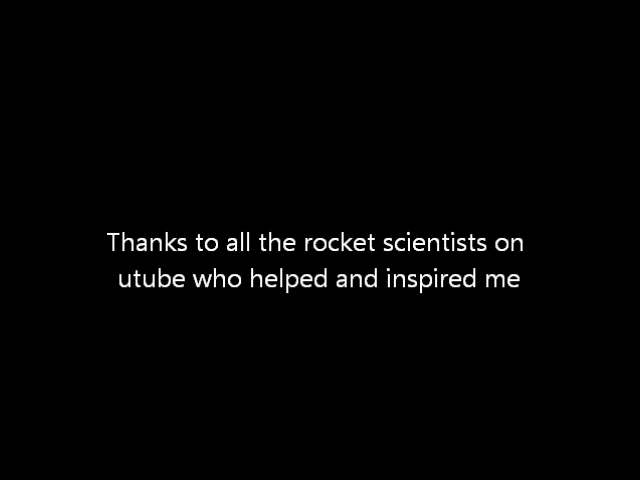 Thanks to all the rocket scientists on
utube who helped and inspired me